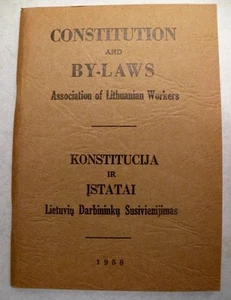 CONSTITUTION
AND
BY-LAWS
Association of Lithuanian Workers
KONSTITUCIJA
IR
ĮSTATAI
Lietuvių Darbininkų Susivienijimas
1958